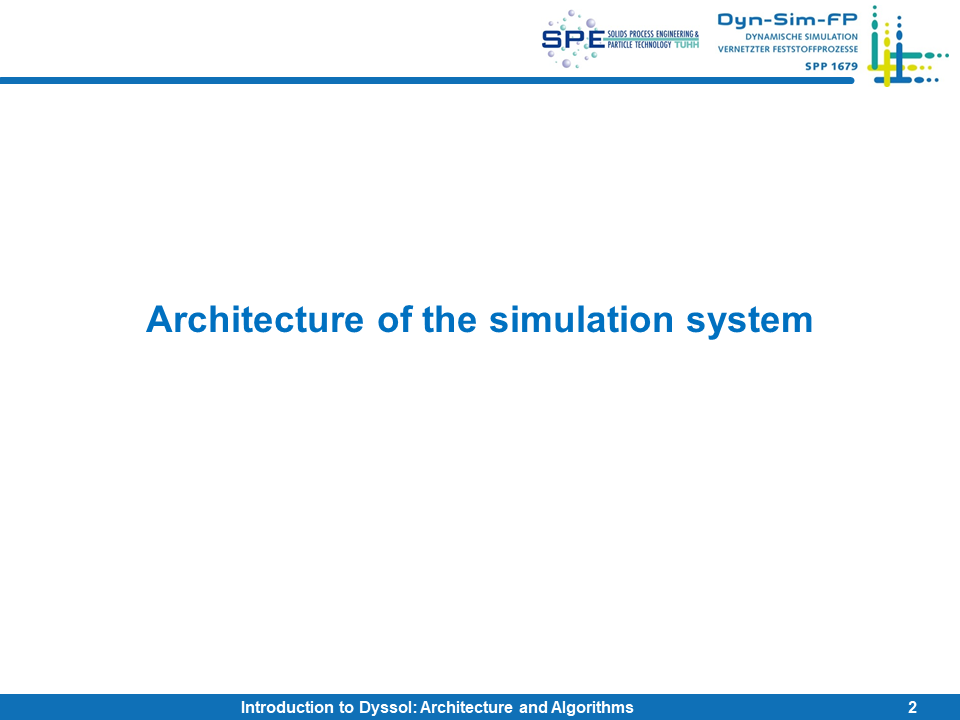 SPE SOLIDS PROCESS ENGINEERING &
PARTICLE TECHNOLOGY TUHH
Dyn-Sim-FP
DYNAMISCHE SIMULATION
VERNETZTER FESTSTOFFPROZESSE
SPP 1679
Architecture of the simulation system
Introduction to Dyssol: Architecture and Algorithms 2